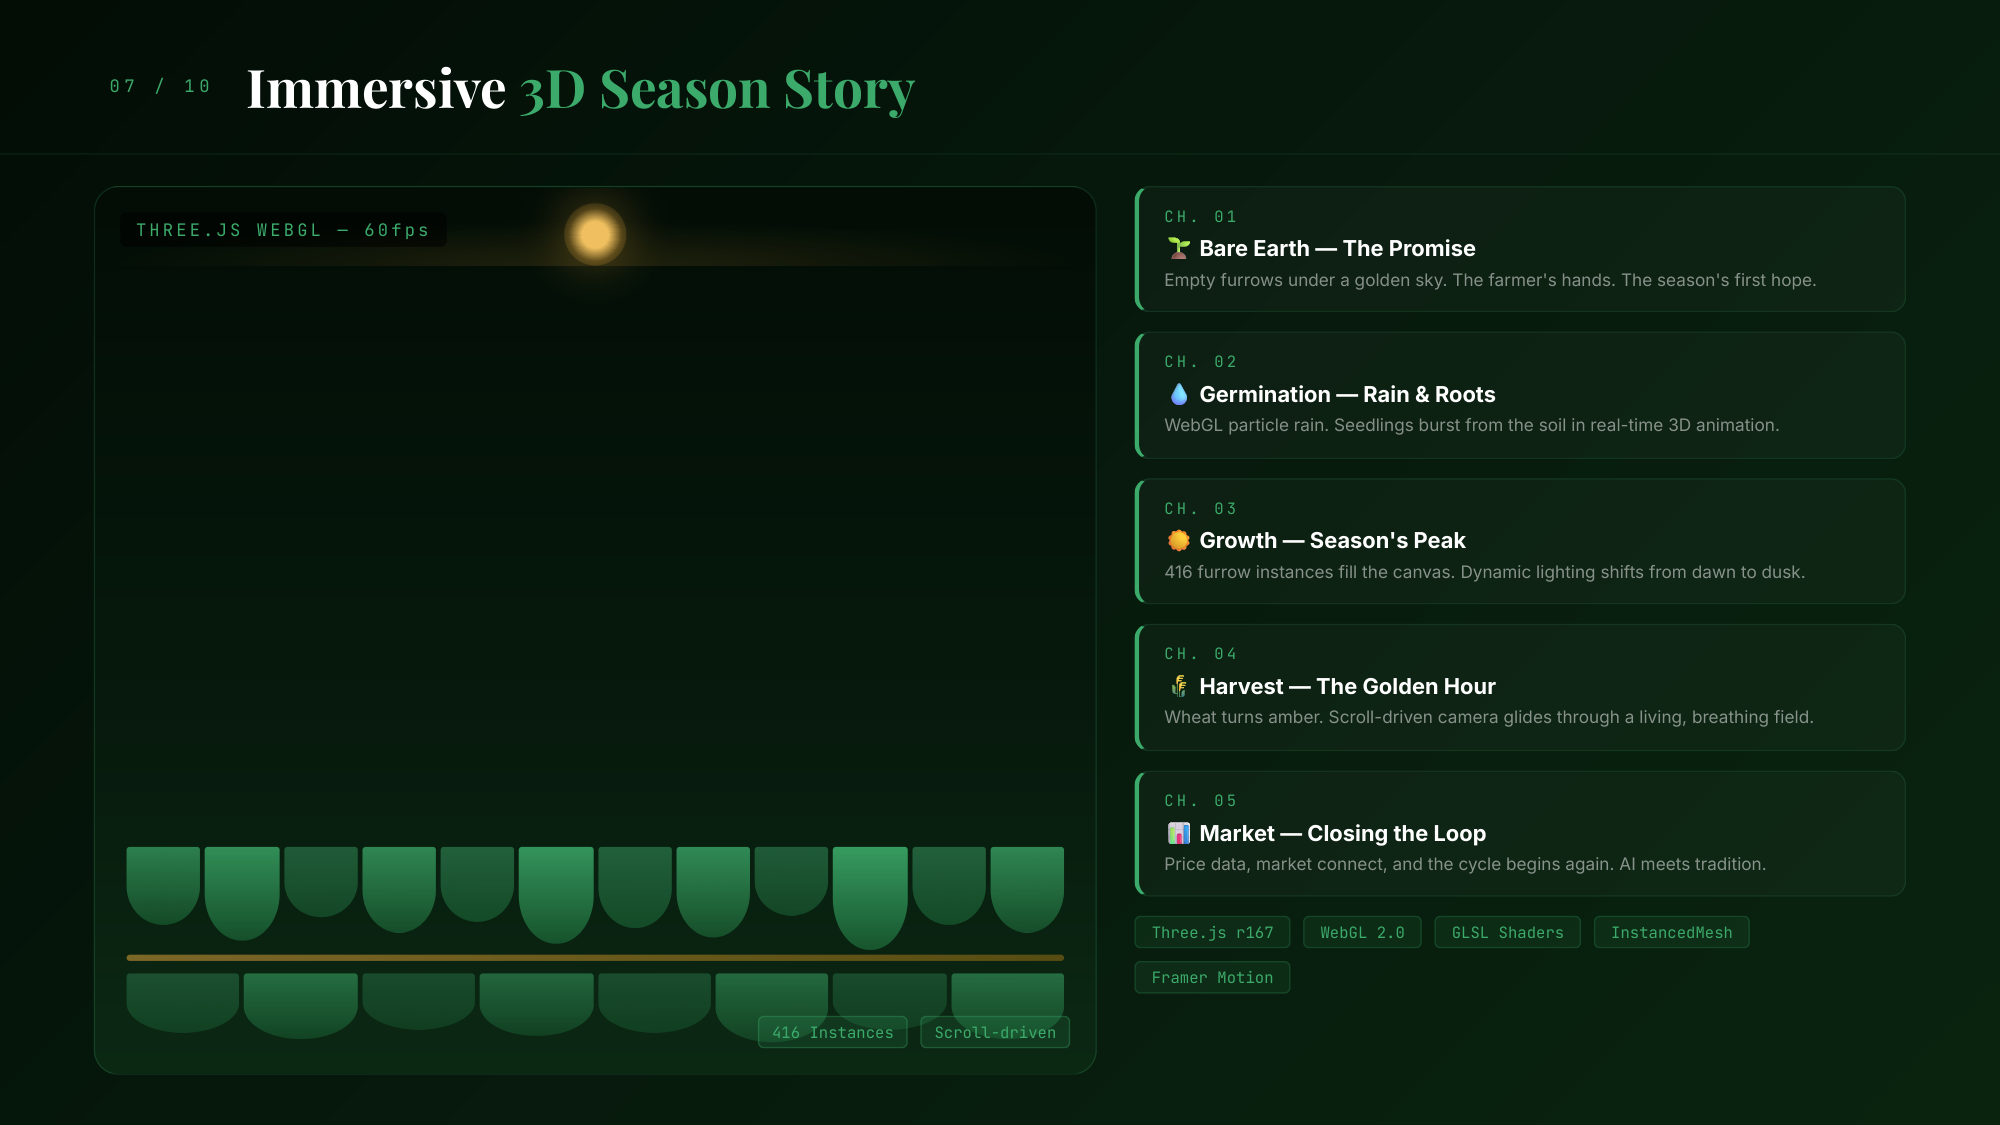 07 / 10
Immersive 3D Season Story
THREE.JS WEBGL — 60fps
416 Instances
Scroll-driven
CH. 01
🌱 Bare Earth — The Promise
Empty furrows under a golden sky. The farmer's hands. The season's first hope.
CH. 02
💧 Germination — Rain & Roots
WebGL particle rain. Seedlings burst from the soil in real-time 3D animation.
CH. 03
Growth — Season's Peak
416 furrow instances fill the canvas. Dynamic lighting shifts from dawn to dusk.
CH. 04
🌾 Harvest — The Golden Hour
Wheat turns amber. Scroll-driven camera glides through a living, breathing field.
CH. 05
📊 Market — Closing the Loop
Price data, market connect, and the cycle begins again. AI meets tradition.
Three.js r167
WebGL 2.0
GLSL Shaders
InstancedMesh
Framer Motion